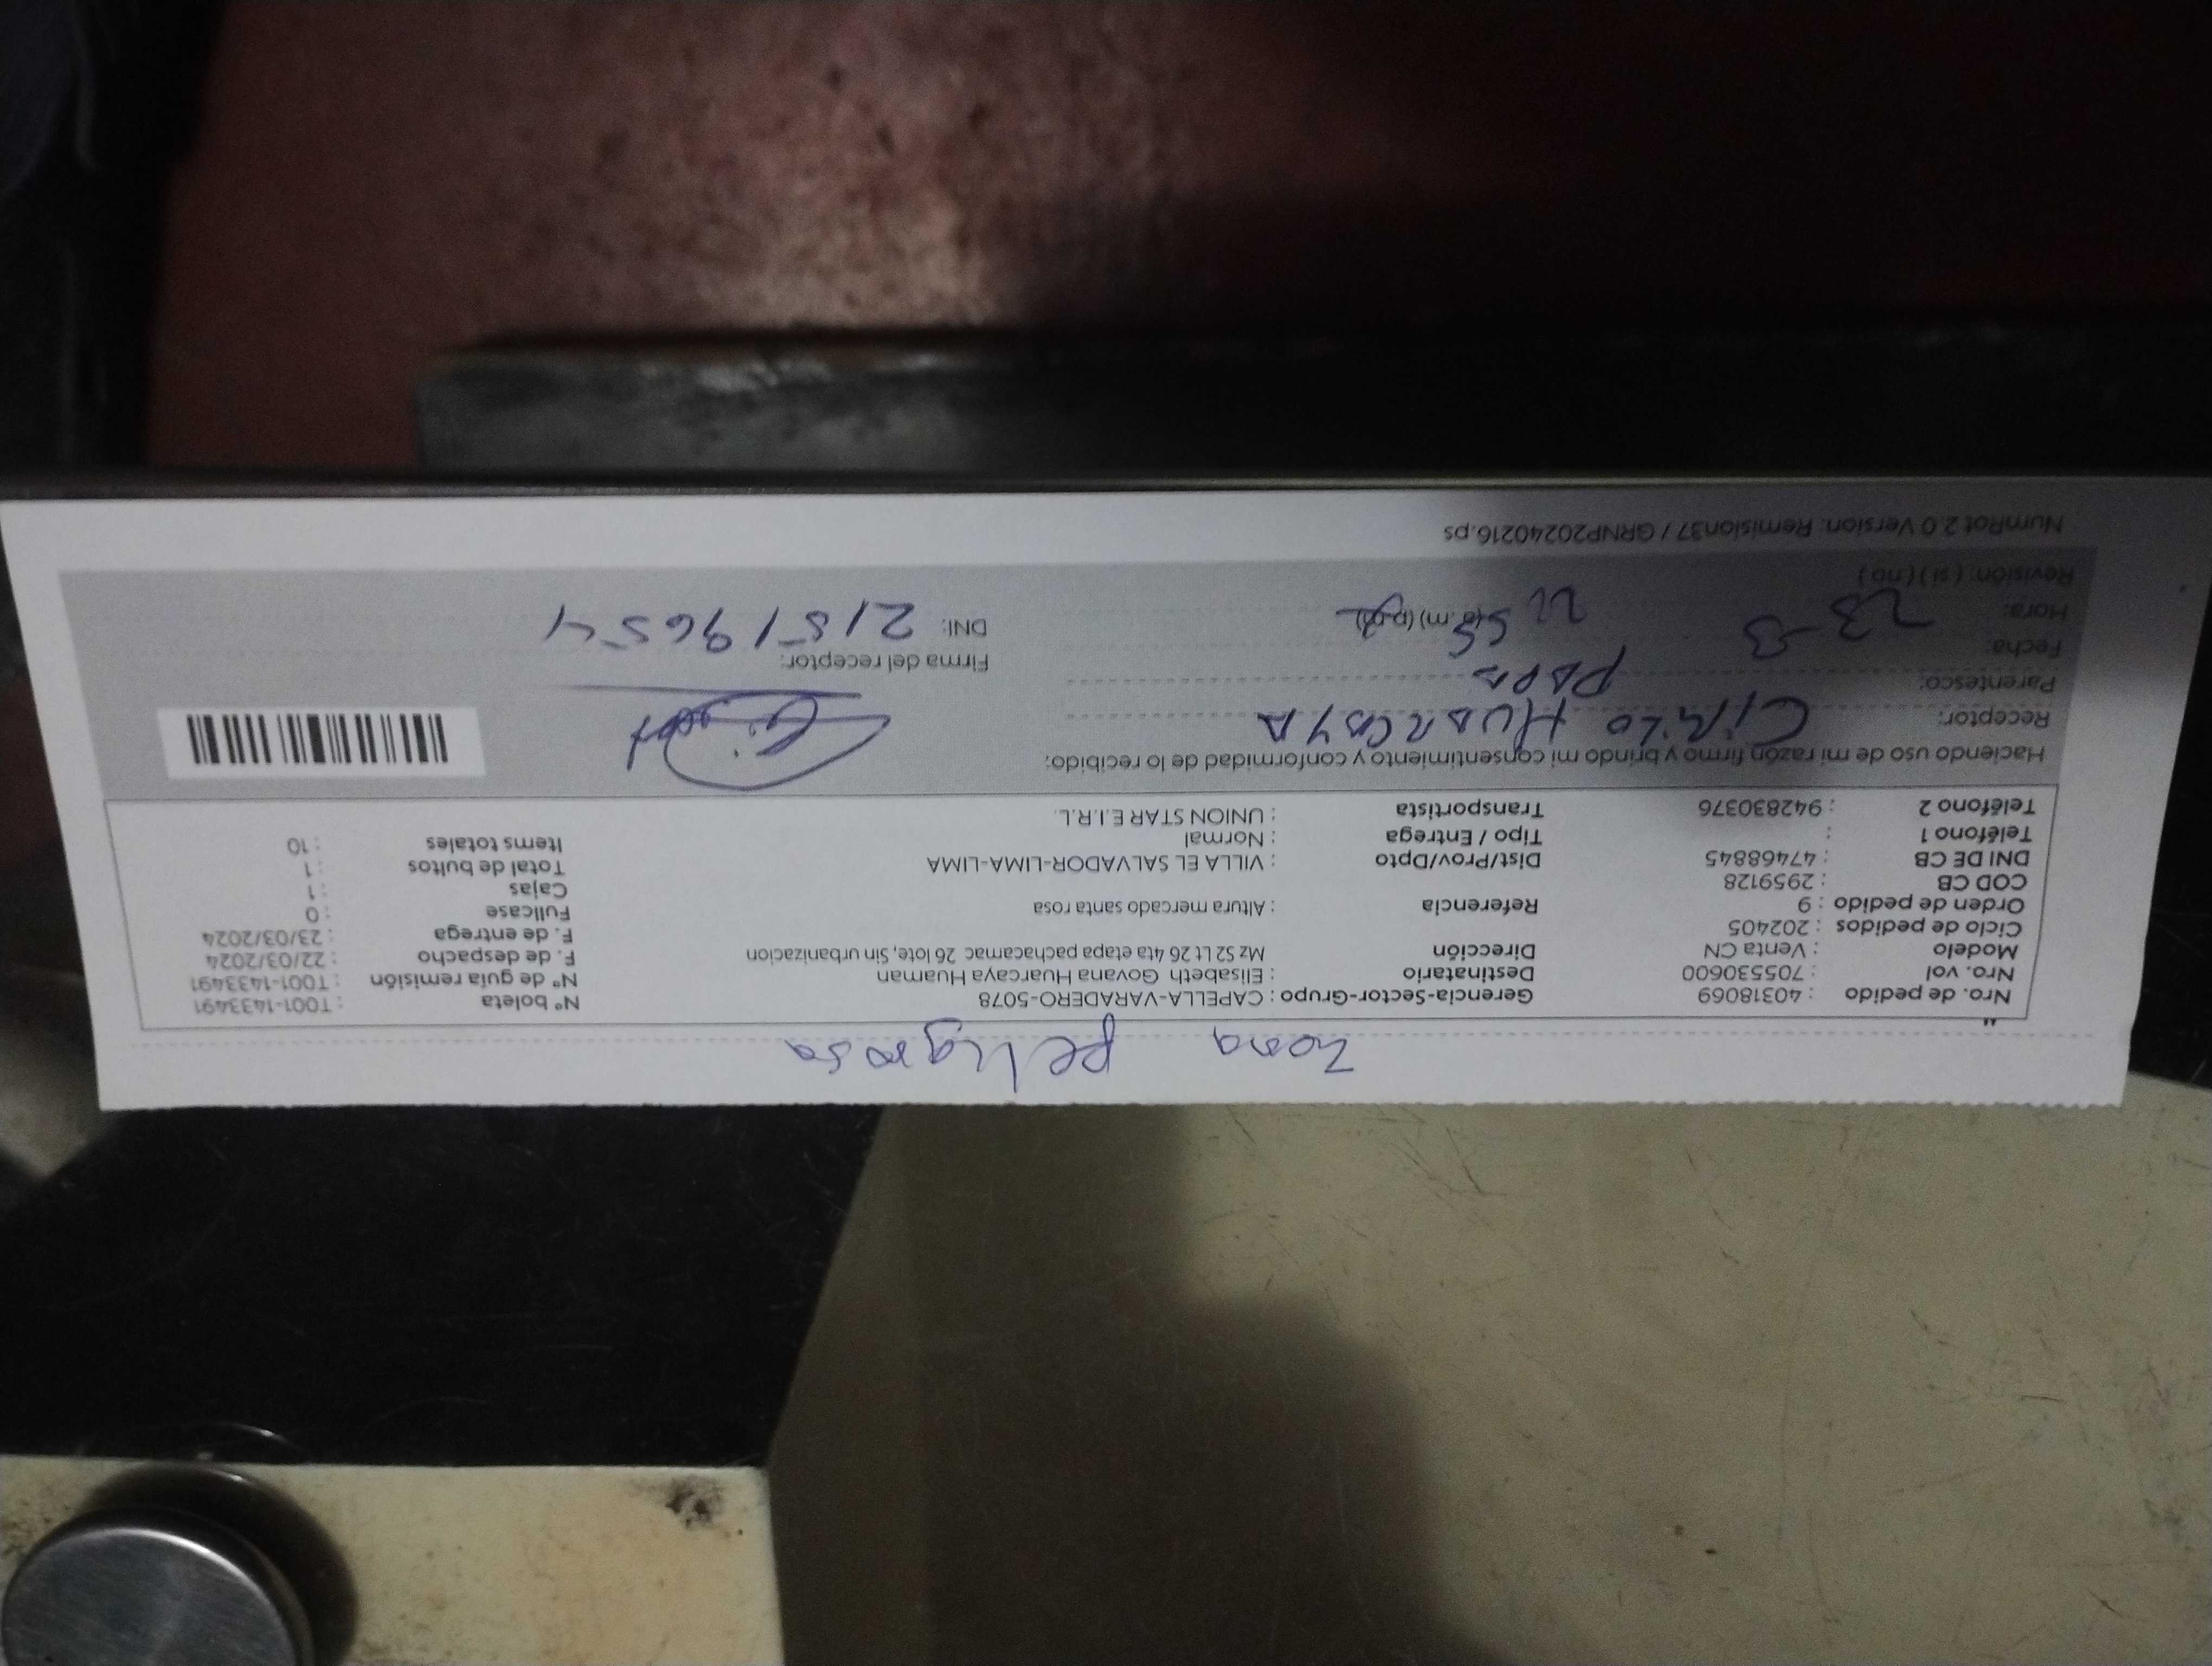 zona peligrosa
Nro. de pedido : 40318069 Gerencia-Sector-Grupo : CAPELLA-VARADERO-5078 Nº boleta : T001-1433491
Nro. vol : 705530600 Destinatario : Elisabeth Govana Huarcaya Huaman Nº de guía remisión : T001-1433491
Modelo : Venta CN Dirección Mz S2 Lt 26 4ta etapa pachacamac 26 lote, Sin urbanizacion F. de despacho : 22/03/2024
Ciclo de pedidos : 202405 F. de entrega : 23/03/2024
Orden de pedido : 9 Referencia : Altura mercado santa rosa Fullcase : 0
COD CB : 2959128 Cajas : 1
DNI DE CB : 47468845 Dist/Prov/Dpto : VILLA EL SALVADOR-LIMA-LIMA Total de bultos : 1
Teléfono 1 : Tipo / Entrega : Normal Items totales : 10
Teléfono 2 : 942830376 Transportista : UNION STAR E.I.R.L.
Haciendo uso de mi razón firmo y brindo mi consentimiento y conformidad de lo recibido:
Receptor: CiRiLO HUARCAYA
Parentesco: PAPA
Firma del receptor:
Fecha: 23-3
Hora: (a.m) (p.m) DNI: 21519654
Revisión: ( si ) ( no )
NumRot 2.0 Version: Remision37 / GRNP20240216.ps